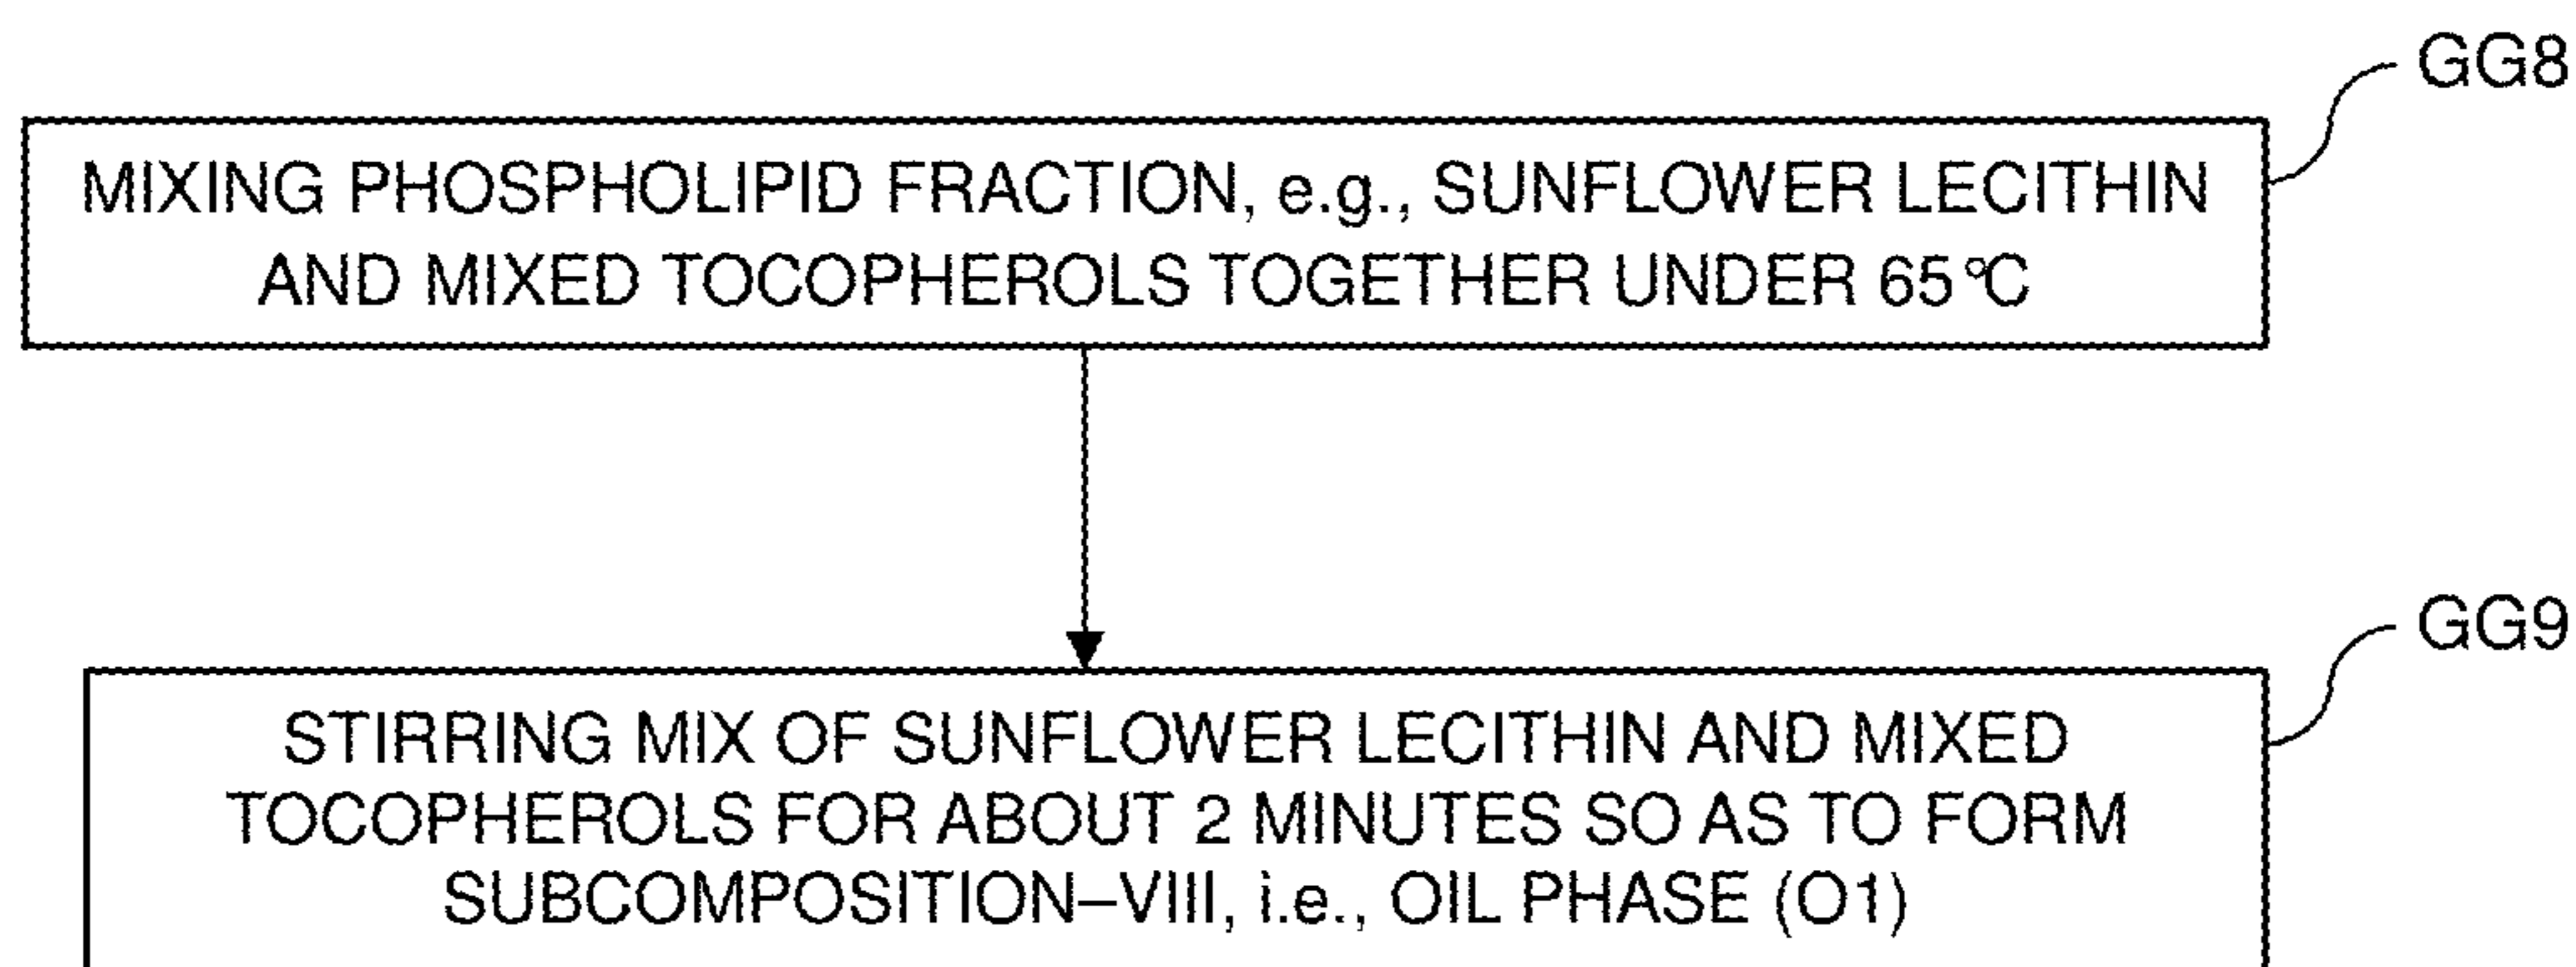 GG8
MIXING PHOSPHOLIPID FRACTION, e.g., SUNFLOWER LECITHIN
AND MIXED TOCOPHEROLS TOGETHER UNDER 65°C
GG9
STIRRING MIX OF SUNFLOWER LECITHIN AND MIXED
TOCOPHEROLS FOR ABOUT 2 MINUTES SO AS TO FORM
SUBCOMPOSITION–VIII, i.e., OIL PHASE (O1)